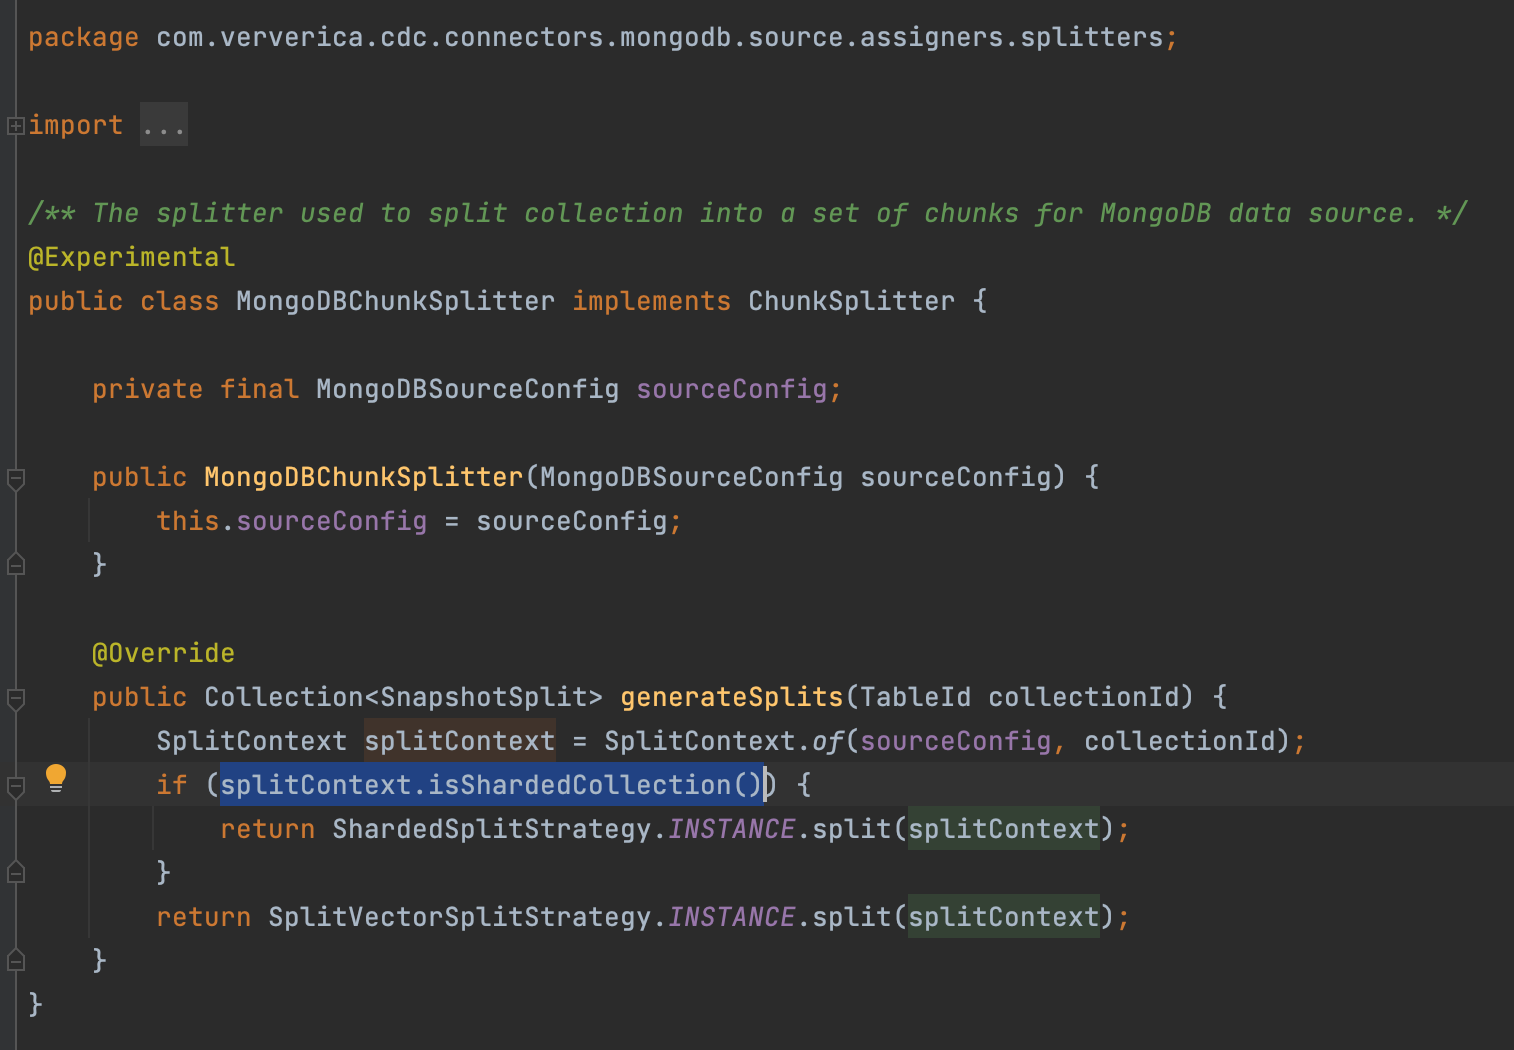 package com.ververica.cdc.connectors.mongodb.source.assigners.splitters;
import ...
/** The splitter used to split collection into a set of chunks for MongoDB data source. */
@Experimental
public class MongoDBChunkSplitter implements ChunkSplitter {
private final MongoDBSourceConfig sourceConfig;
public MongoDBChunkSplitter(MongoDBSourceConfig sourceConfig) {
this.sourceConfig = sourceConfig;
}
@Override
public Collection<SnapshotSplit> generateSplits(TableId collectionId) {
SplitContext splitContext = SplitContext.of(sourceConfig, collectionId);
if (splitContext.isShardedCollection()) {
return ShardedSplitStrategy.INSTANCE.split(splitContext);
}
return SplitVectorSplitStrategy.INSTANCE.split(splitContext);
}
}